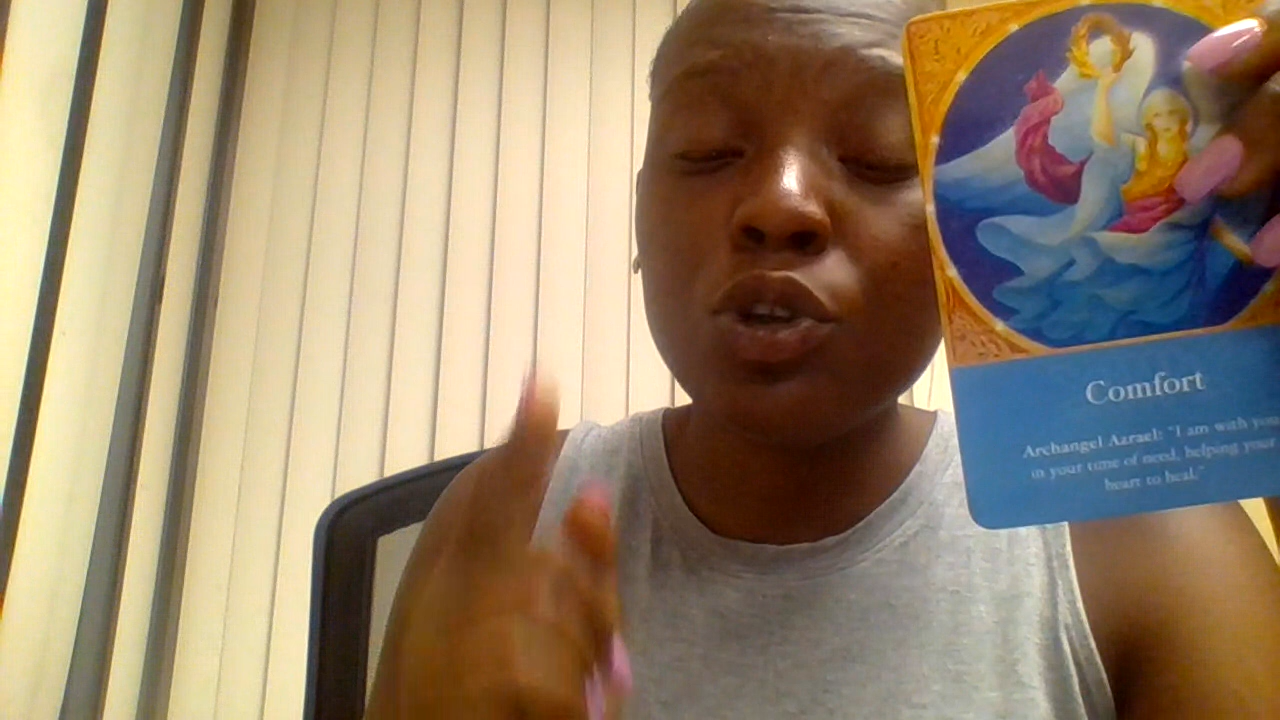 Comfort
Archangel Azrael: "I am with you
in your time of need, helping your
heart to heal."